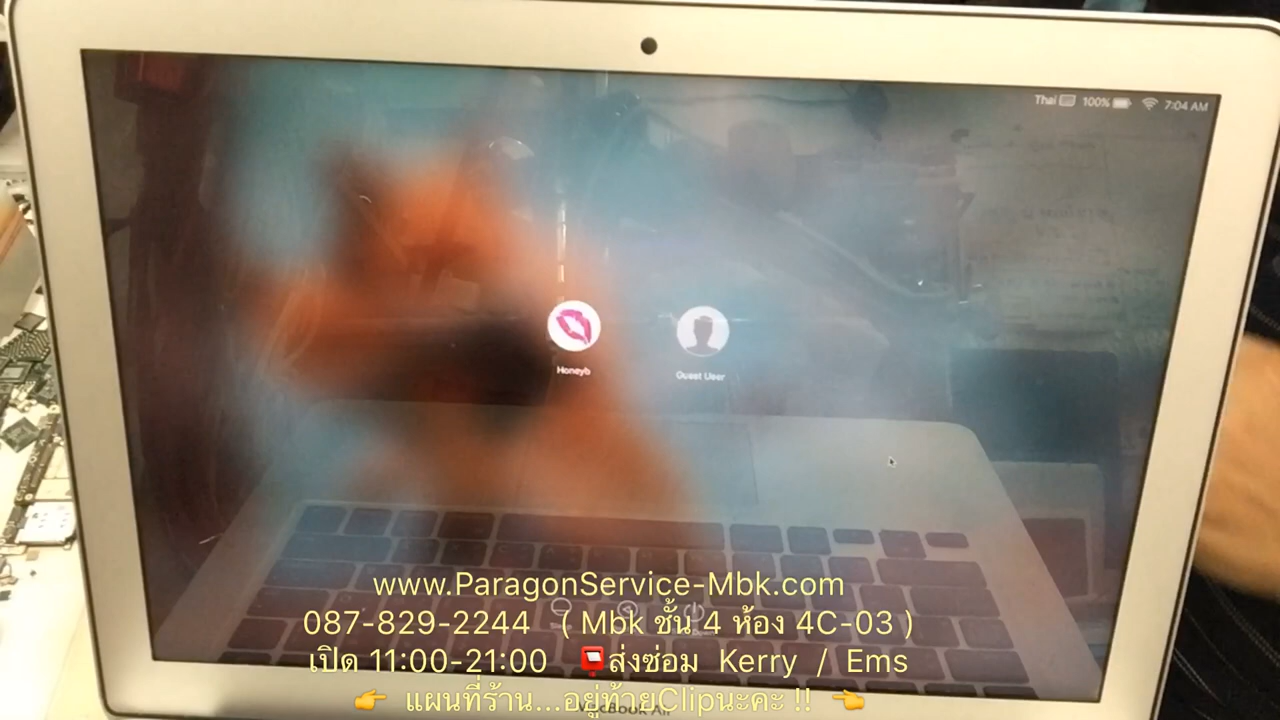 Thai 100% 7:04 AM
Honeyb
Guest User
www.ParagonService-Mbk.com
087-829-2244 ( Mbk ชั้น 4 ห้อง 4C-03 )
เปิด 11:00-21:00 📮ส่งซ่อม Kerry / Ems
👉 แผนที่ร้าน...อยู่ท้ายClipนะคะ !! 👈
MacBook Air